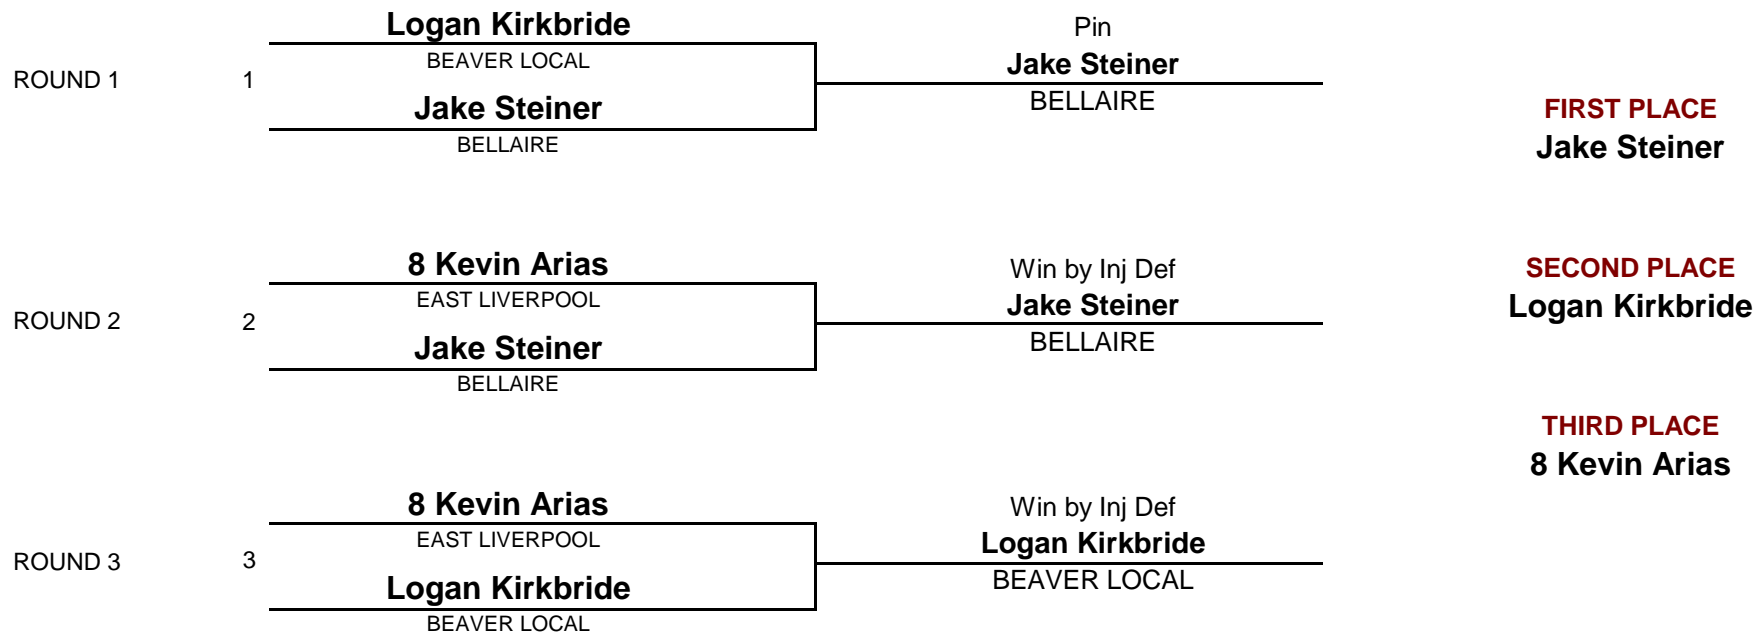 Logan Kirkbride
BEAVER LOCAL
ROUND 1
1
Jake Steiner
BELLAIRE
Pin
Jake Steiner
BELLAIRE
FIRST PLACE
Jake Steiner
8 Kevin Arias
EAST LIVERPOOL
ROUND 2
2
Jake Steiner
BELLAIRE
Win by Inj Def
Jake Steiner
BELLAIRE
SECOND PLACE
Logan Kirkbride
THIRD PLACE
8 Kevin Arias
8 Kevin Arias
EAST LIVERPOOL
ROUND 3
3
Logan Kirkbride
BEAVER LOCAL
Win by Inj Def
Logan Kirkbride
BEAVER LOCAL